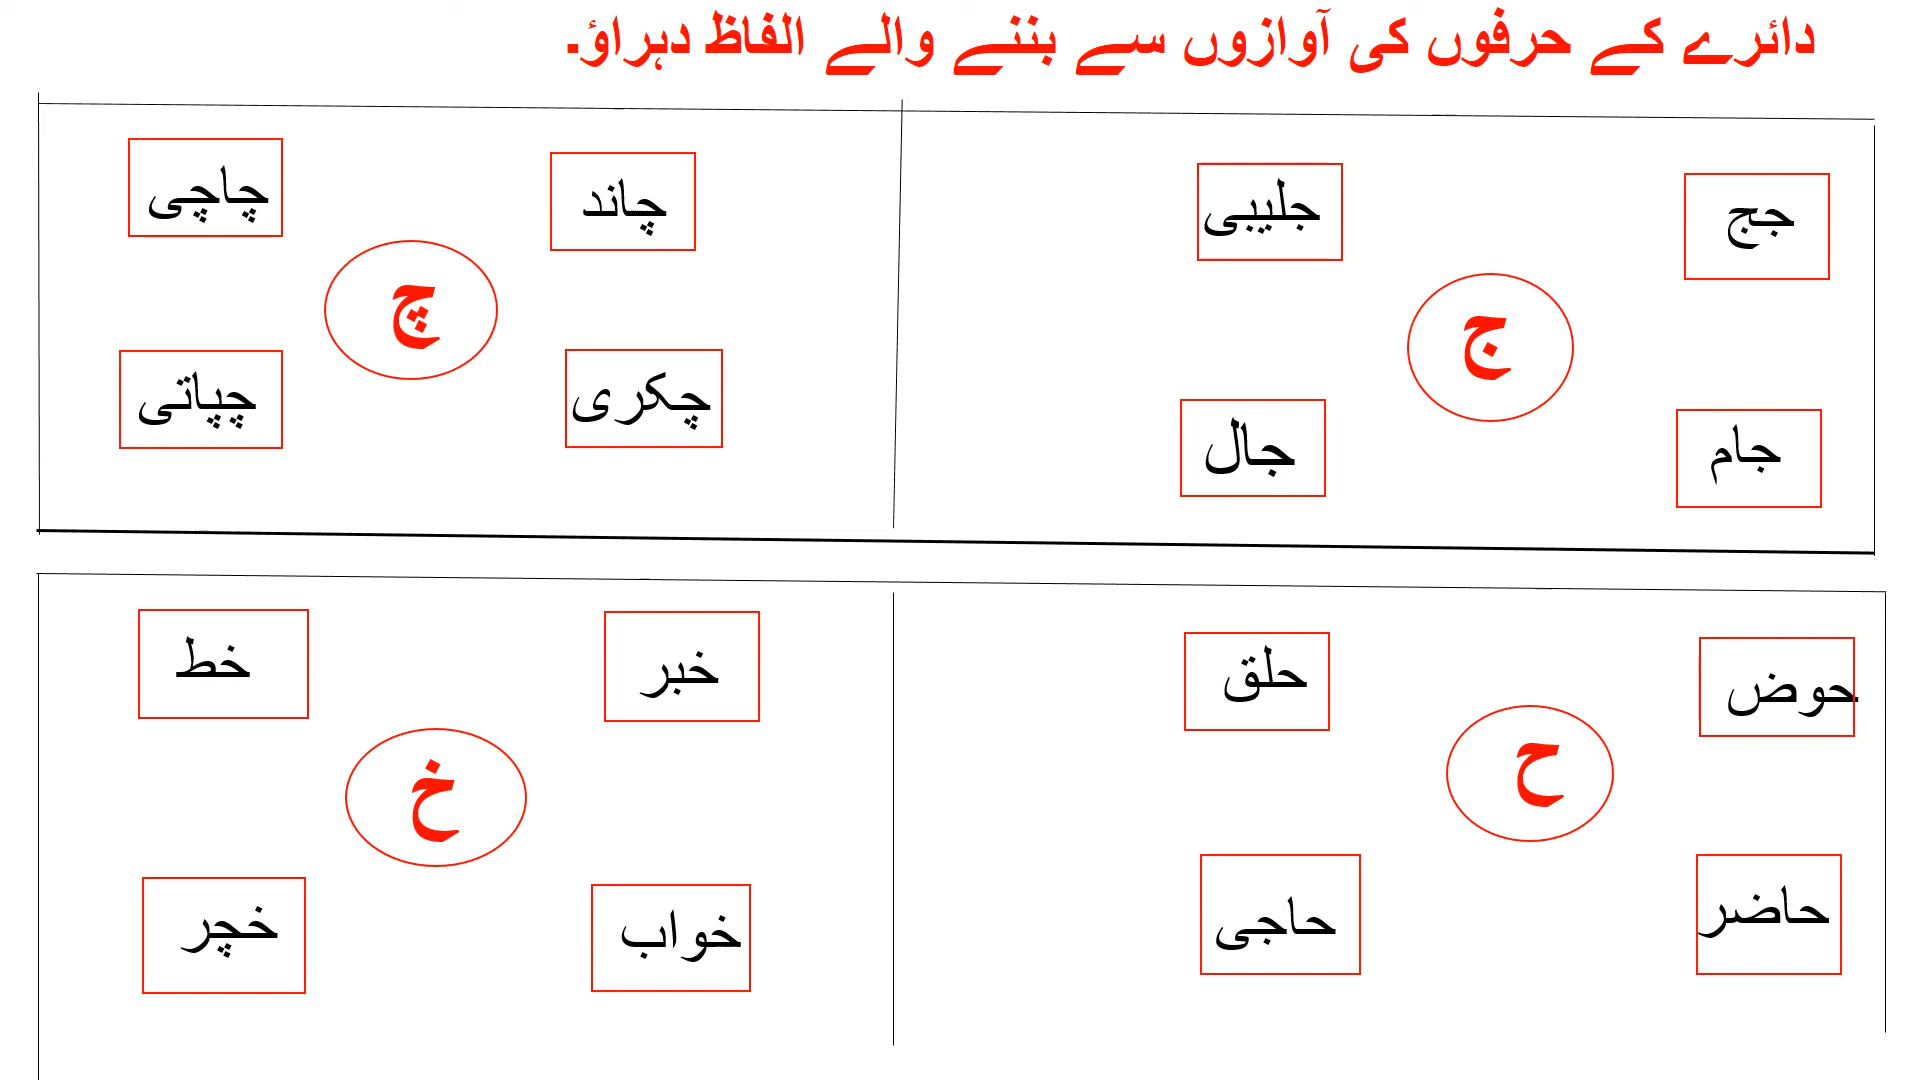 دائرے کے حرفوں کی آوازوں سے بننے والے الفاظ دہراؤ۔
جج
جلیبی
ج
جام
جال
چاند
چاچی
چ
چکری
چپاتی
حوض
حلق
ح
حاضر
حاجی
خبر
خط
خ
خواب
خچر